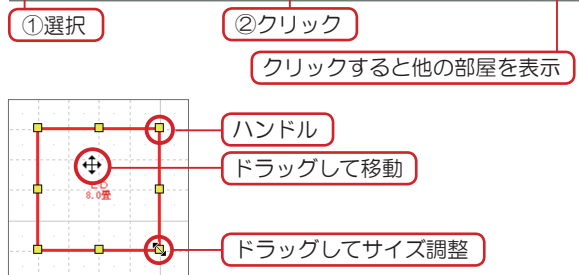 ①選択
②クリック
クリックすると他の部屋を表示
ハンドル
ドラッグして移動
8.0畳
ドラッグしてサイズ調整